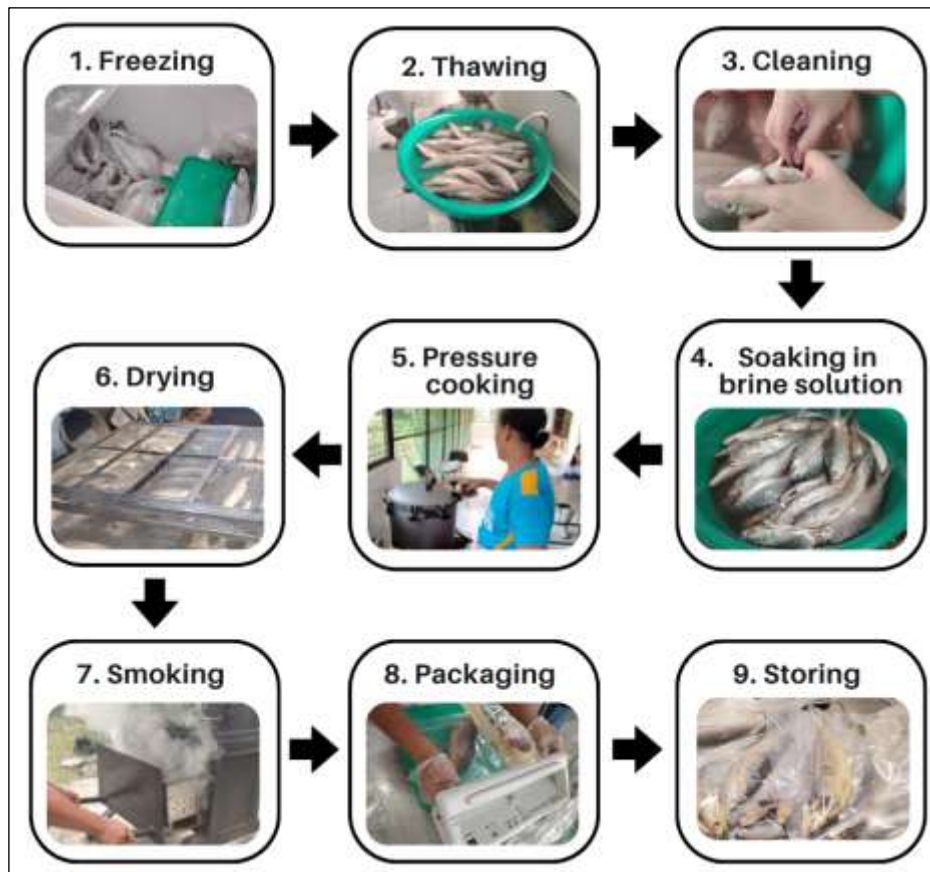 1. Freezing
2. Thawing
3. Cleaning
4. Soaking in
brine solution
5. Pressure
cooking
6. Drying
7. Smoking
8. Packaging
9. Storing